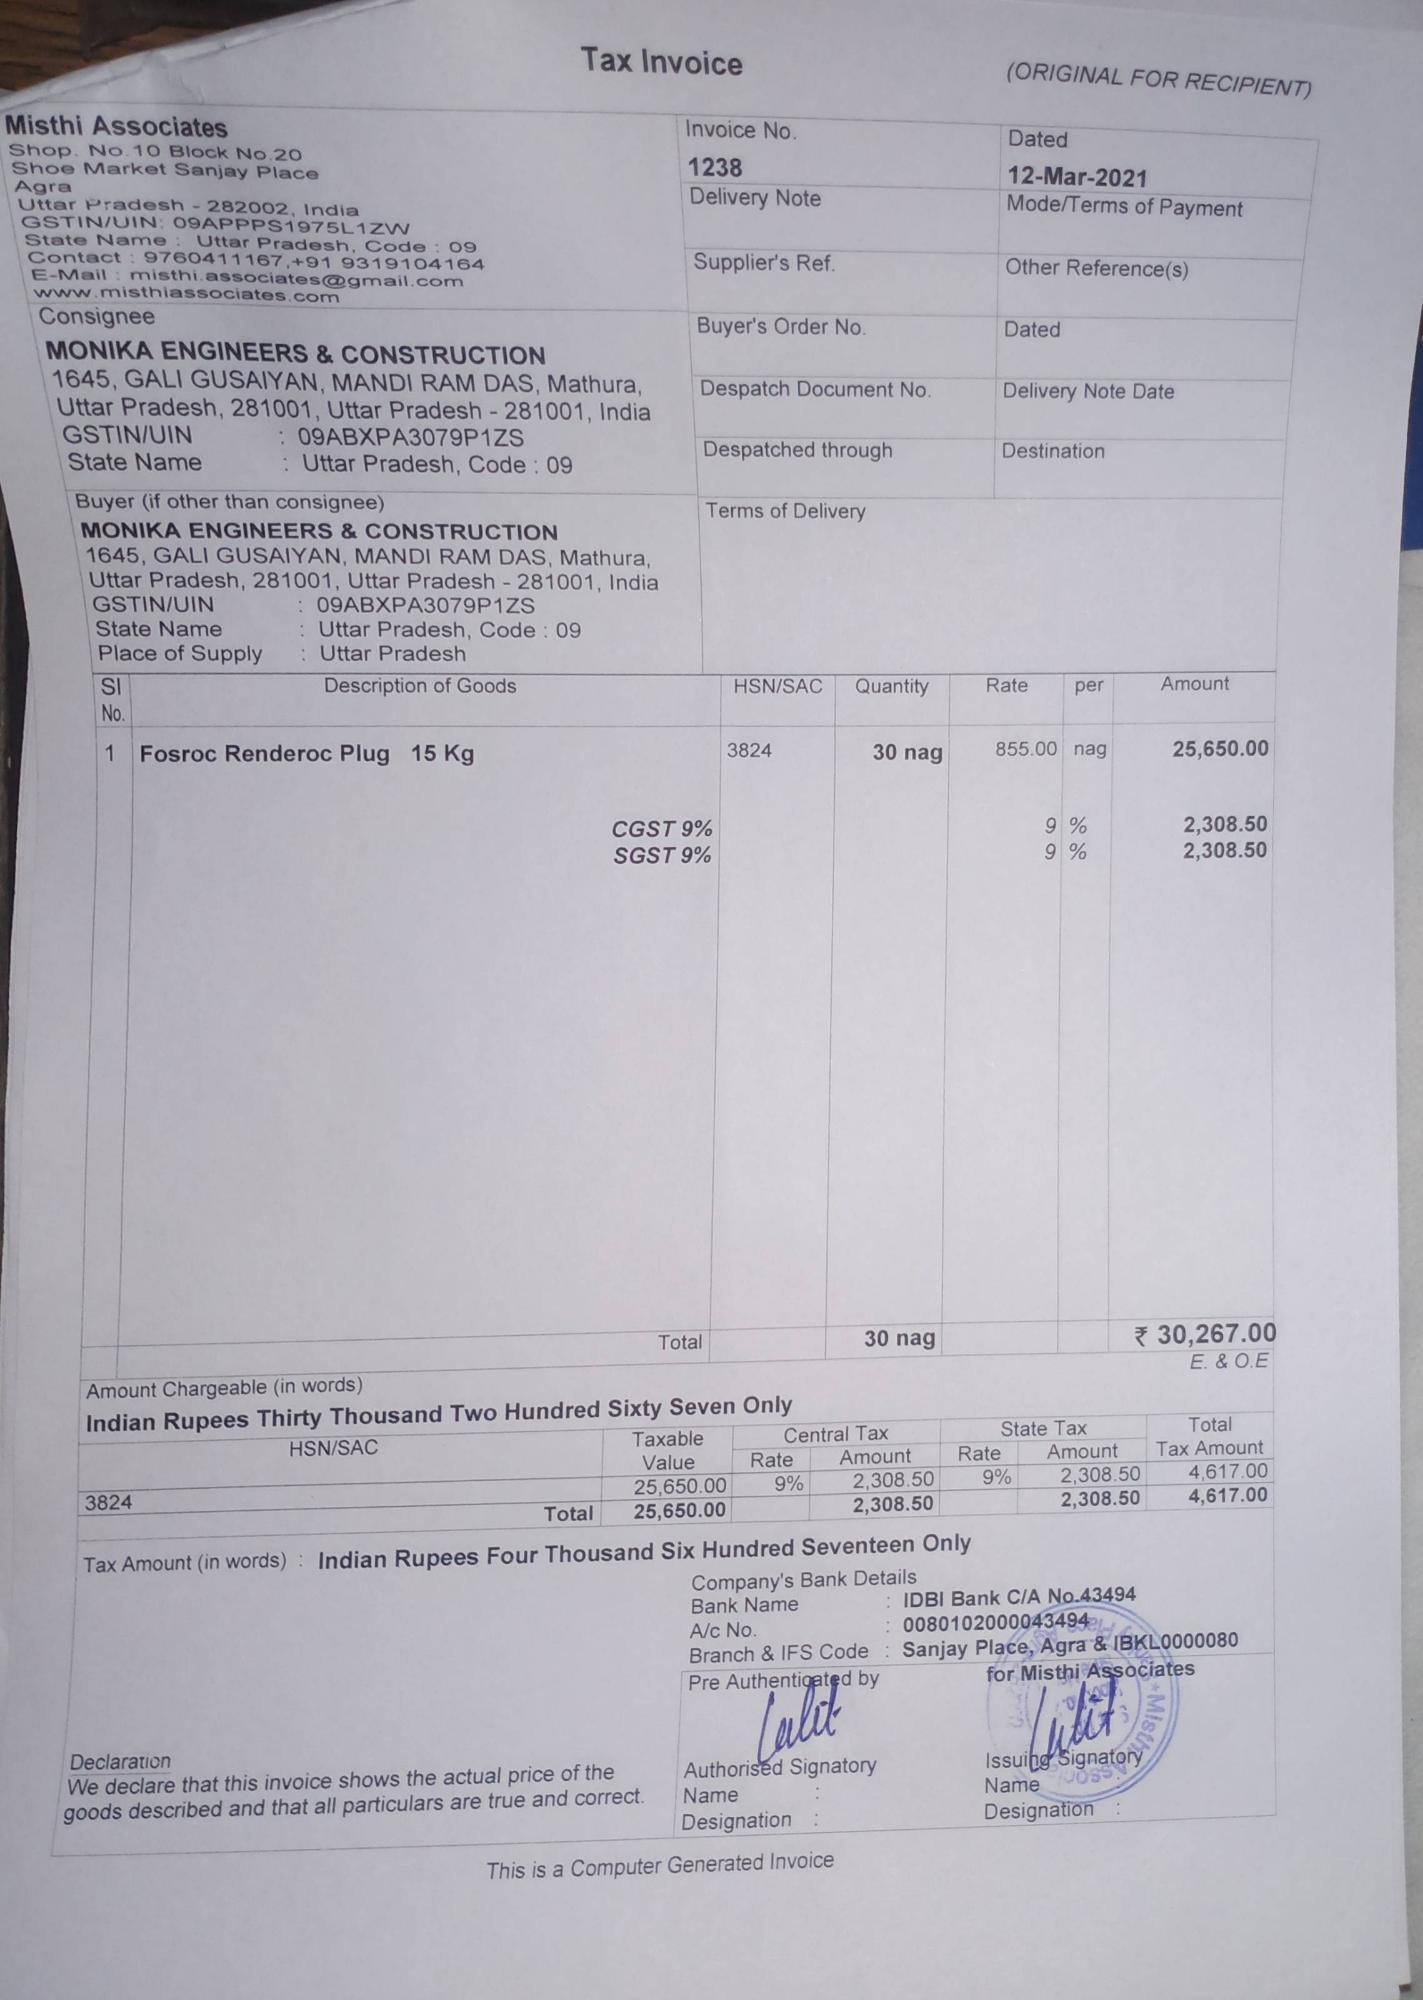 Tax Invoice
(ORIGINAL FOR RECIPIENT)
Misthi Associates
Shop. No.10 Block No.20
Shoe Market Sanjay Place
Agra
Uttar Pradesh - 282002, India
GSTIN/UIN: 09APPPS1975L1ZW
State Name : Uttar Pradesh, Code : 09
Contact : 9760411167,+91 9319104164
E-Mail : misthi.associates@gmail.com
www.misthiassociates.com
Invoice No.
1238
Dated
12-Mar-2021
Delivery Note
Mode/Terms of Payment
Supplier's Ref.
Other Reference(s)
Consignee
MONIKA ENGINEERS & CONSTRUCTION
1645, GALI GUSAIYAN, MANDI RAM DAS, Mathura,
Uttar Pradesh, 281001, Uttar Pradesh - 281001, India
GSTIN/UIN : 09ABXPA3079P1ZS
State Name : Uttar Pradesh, Code : 09
Buyer's Order No.
Dated
Despatch Document No.
Delivery Note Date
Despatched through
Destination
Buyer (if other than consignee)
MONIKA ENGINEERS & CONSTRUCTION
1645, GALI GUSAIYAN, MANDI RAM DAS, Mathura,
Uttar Pradesh, 281001, Uttar Pradesh - 281001, India
GSTIN/UIN : 09ABXPA3079P1ZS
State Name : Uttar Pradesh, Code : 09
Place of Supply : Uttar Pradesh
Terms of Delivery
Sl No. Description of Goods HSN/SAC Quantity Rate per Amount
1 Fosroc Renderoc Plug 15 Kg 3824 30 nag 855.00 nag 25,650.00
CGST 9% 9 % 2,308.50
SGST 9% 9 % 2,308.50
Total 30 nag ₹ 30,267.00
E. & O.E
Amount Chargeable (in words)
Indian Rupees Thirty Thousand Two Hundred Sixty Seven Only
HSN/SAC Taxable Value Central Tax State Tax Total Tax Amount
Rate Amount Rate Amount
3824 25,650.00 9% 2,308.50 9% 2,308.50 4,617.00
Total 25,650.00 2,308.50 2,308.50 4,617.00
Tax Amount (in words) : Indian Rupees Four Thousand Six Hundred Seventeen Only
Company's Bank Details
Bank Name : IDBI Bank C/A No.43494
A/c No. : 0080102000043494
Branch & IFS Code : Sanjay Place, Agra & IBKL0000080
Pre Authenticated by
for Misthi Associates
Lalit
Lalit
Authorised Signatory
Name :
Designation :
Issuing Signatory
Name :
Designation :
Declaration
We declare that this invoice shows the actual price of the
goods described and that all particulars are true and correct.
This is a Computer Generated Invoice